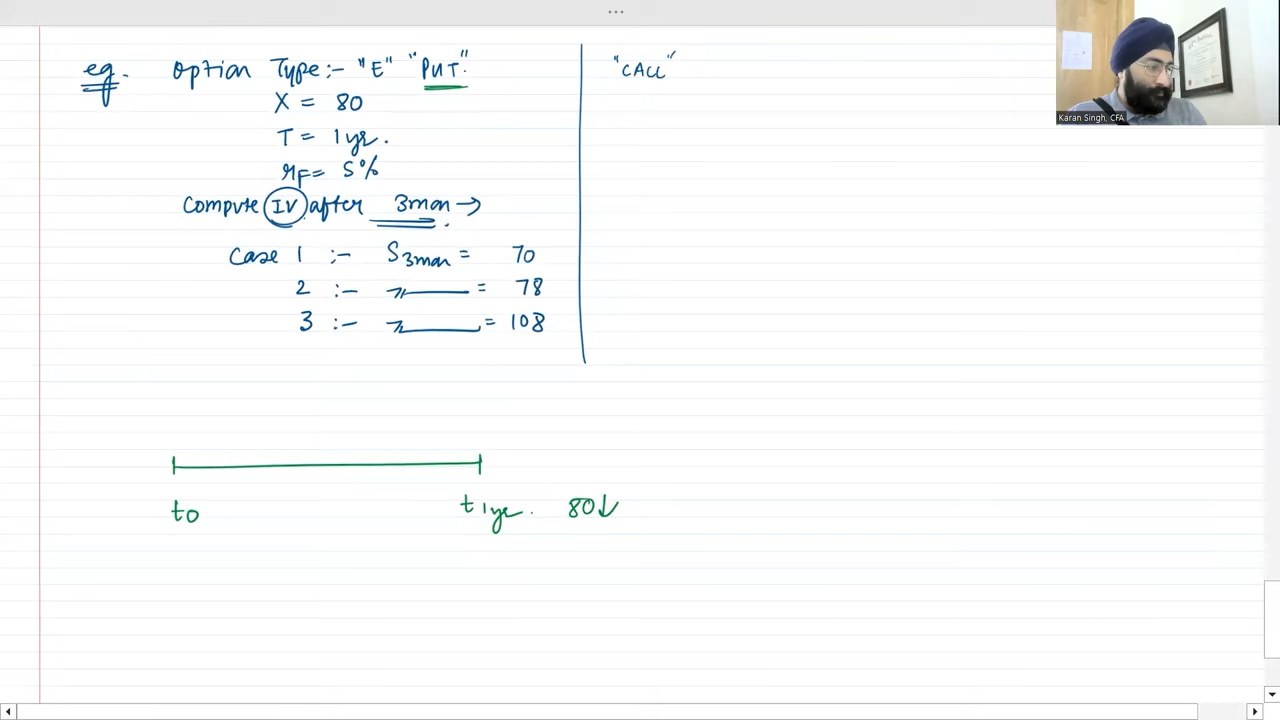 eg. Option Type:- "E" "PUT"
X = 80
T = 1yr.
rF = 5%
Compute IV after 3mon →
Case 1 :- S3mon = 70
2 :- —〃— = 78
3 :- —〃— = 108
"CALL"
t0 t1yr. 80↓
Karan Singh, CFA